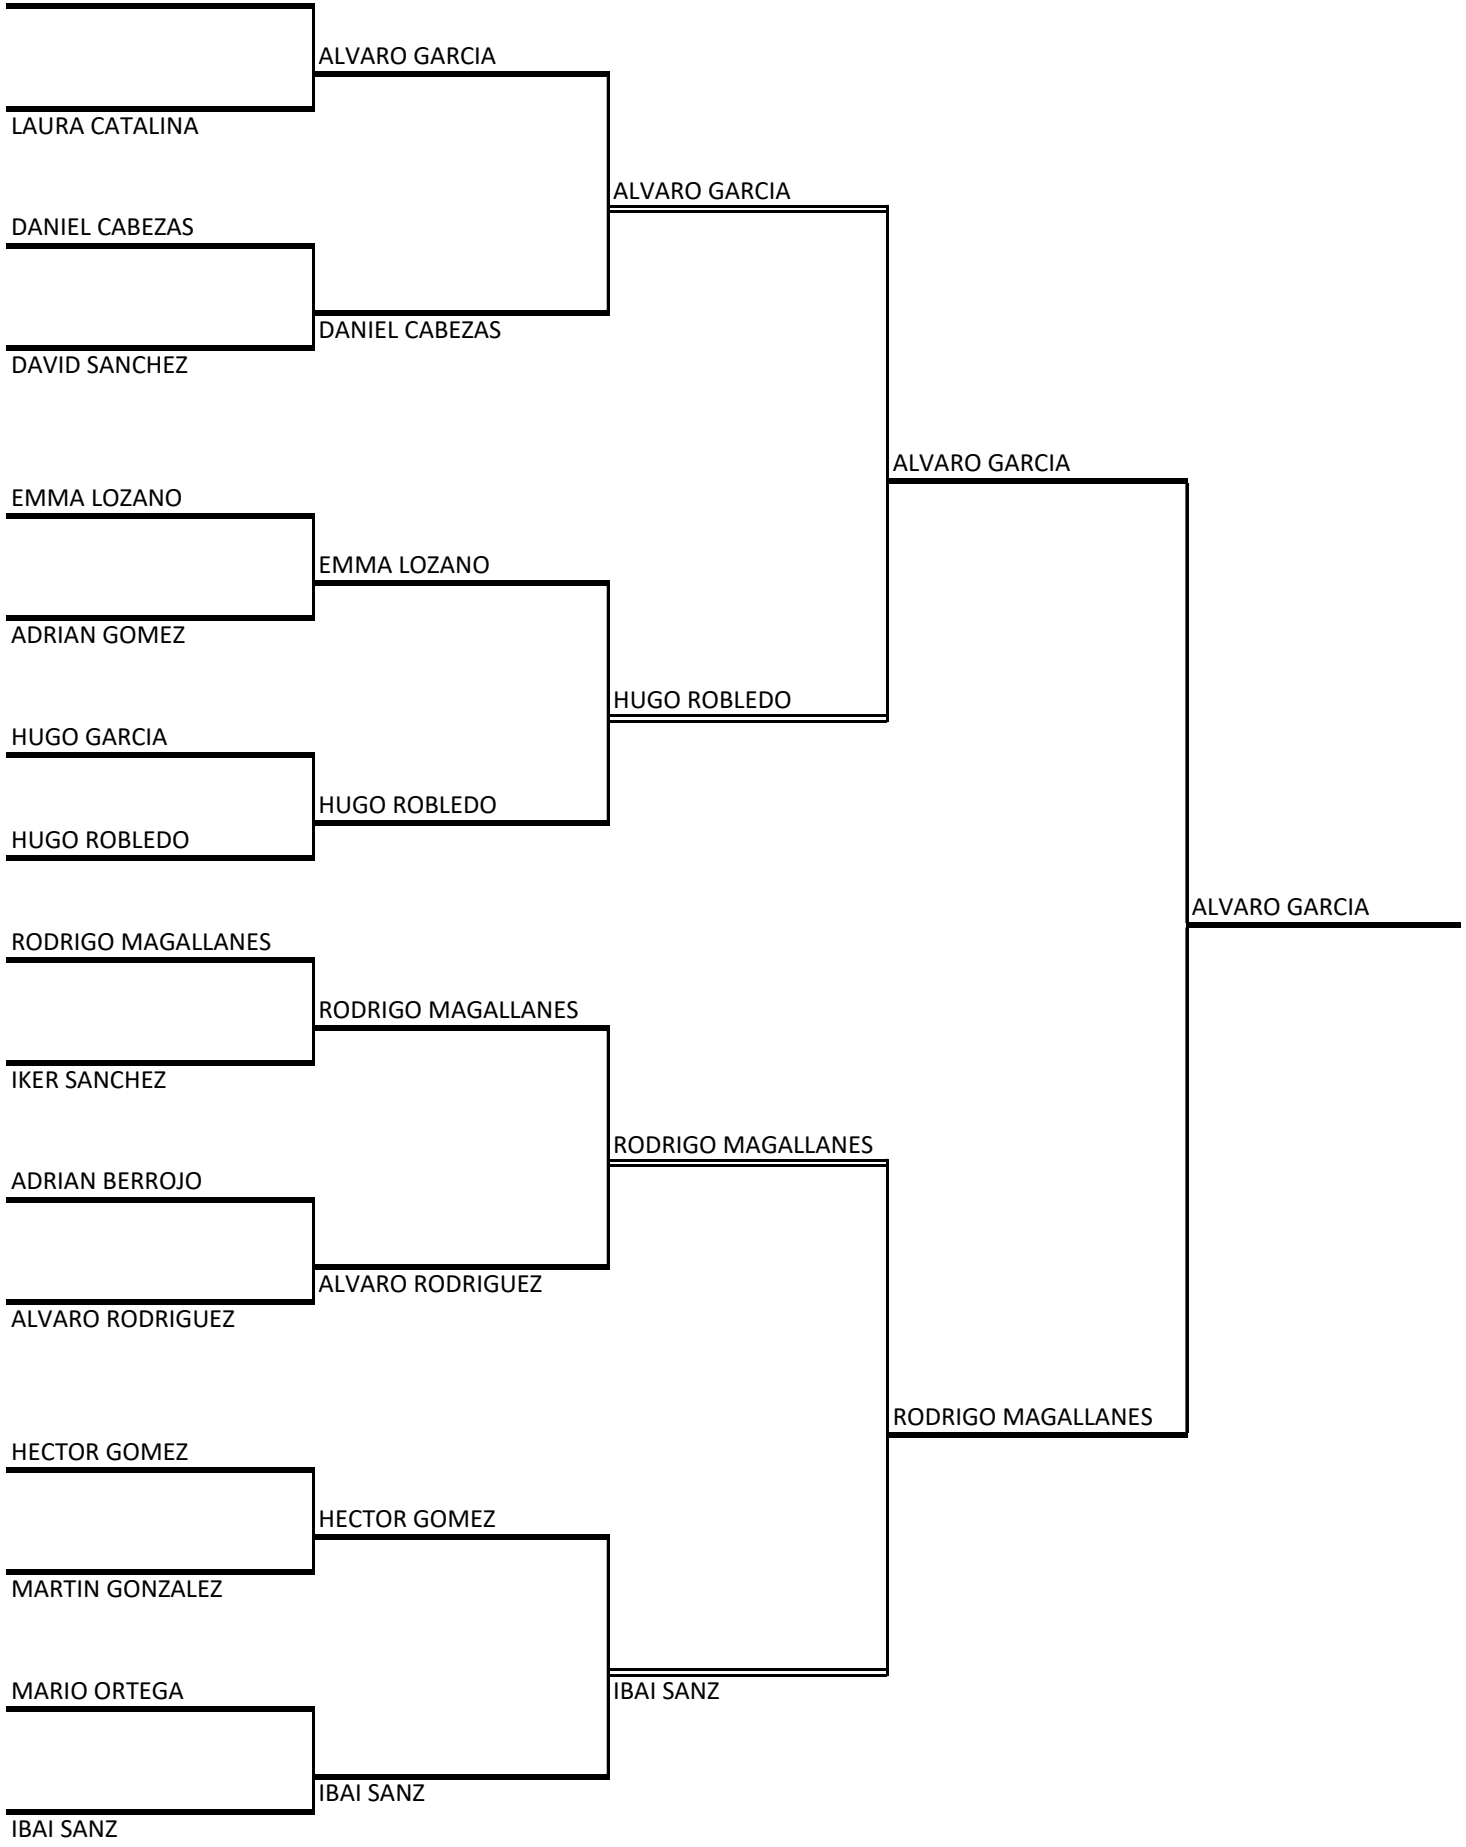 ALVARO GARCIA
LAURA CATALINA
ALVARO GARCIA
DANIEL CABEZAS
DANIEL CABEZAS
DAVID SANCHEZ
ALVARO GARCIA
EMMA LOZANO
EMMA LOZANO
ADRIAN GOMEZ
HUGO ROBLEDO
HUGO GARCIA
HUGO ROBLEDO
HUGO ROBLEDO
ALVARO GARCIA
RODRIGO MAGALLANES
RODRIGO MAGALLANES
IKER SANCHEZ
RODRIGO MAGALLANES
ADRIAN BERROJO
ALVARO RODRIGUEZ
ALVARO RODRIGUEZ
RODRIGO MAGALLANES
HECTOR GOMEZ
HECTOR GOMEZ
MARTIN GONZALEZ
MARIO ORTEGA
IBAI SANZ
IBAI SANZ
IBAI SANZ